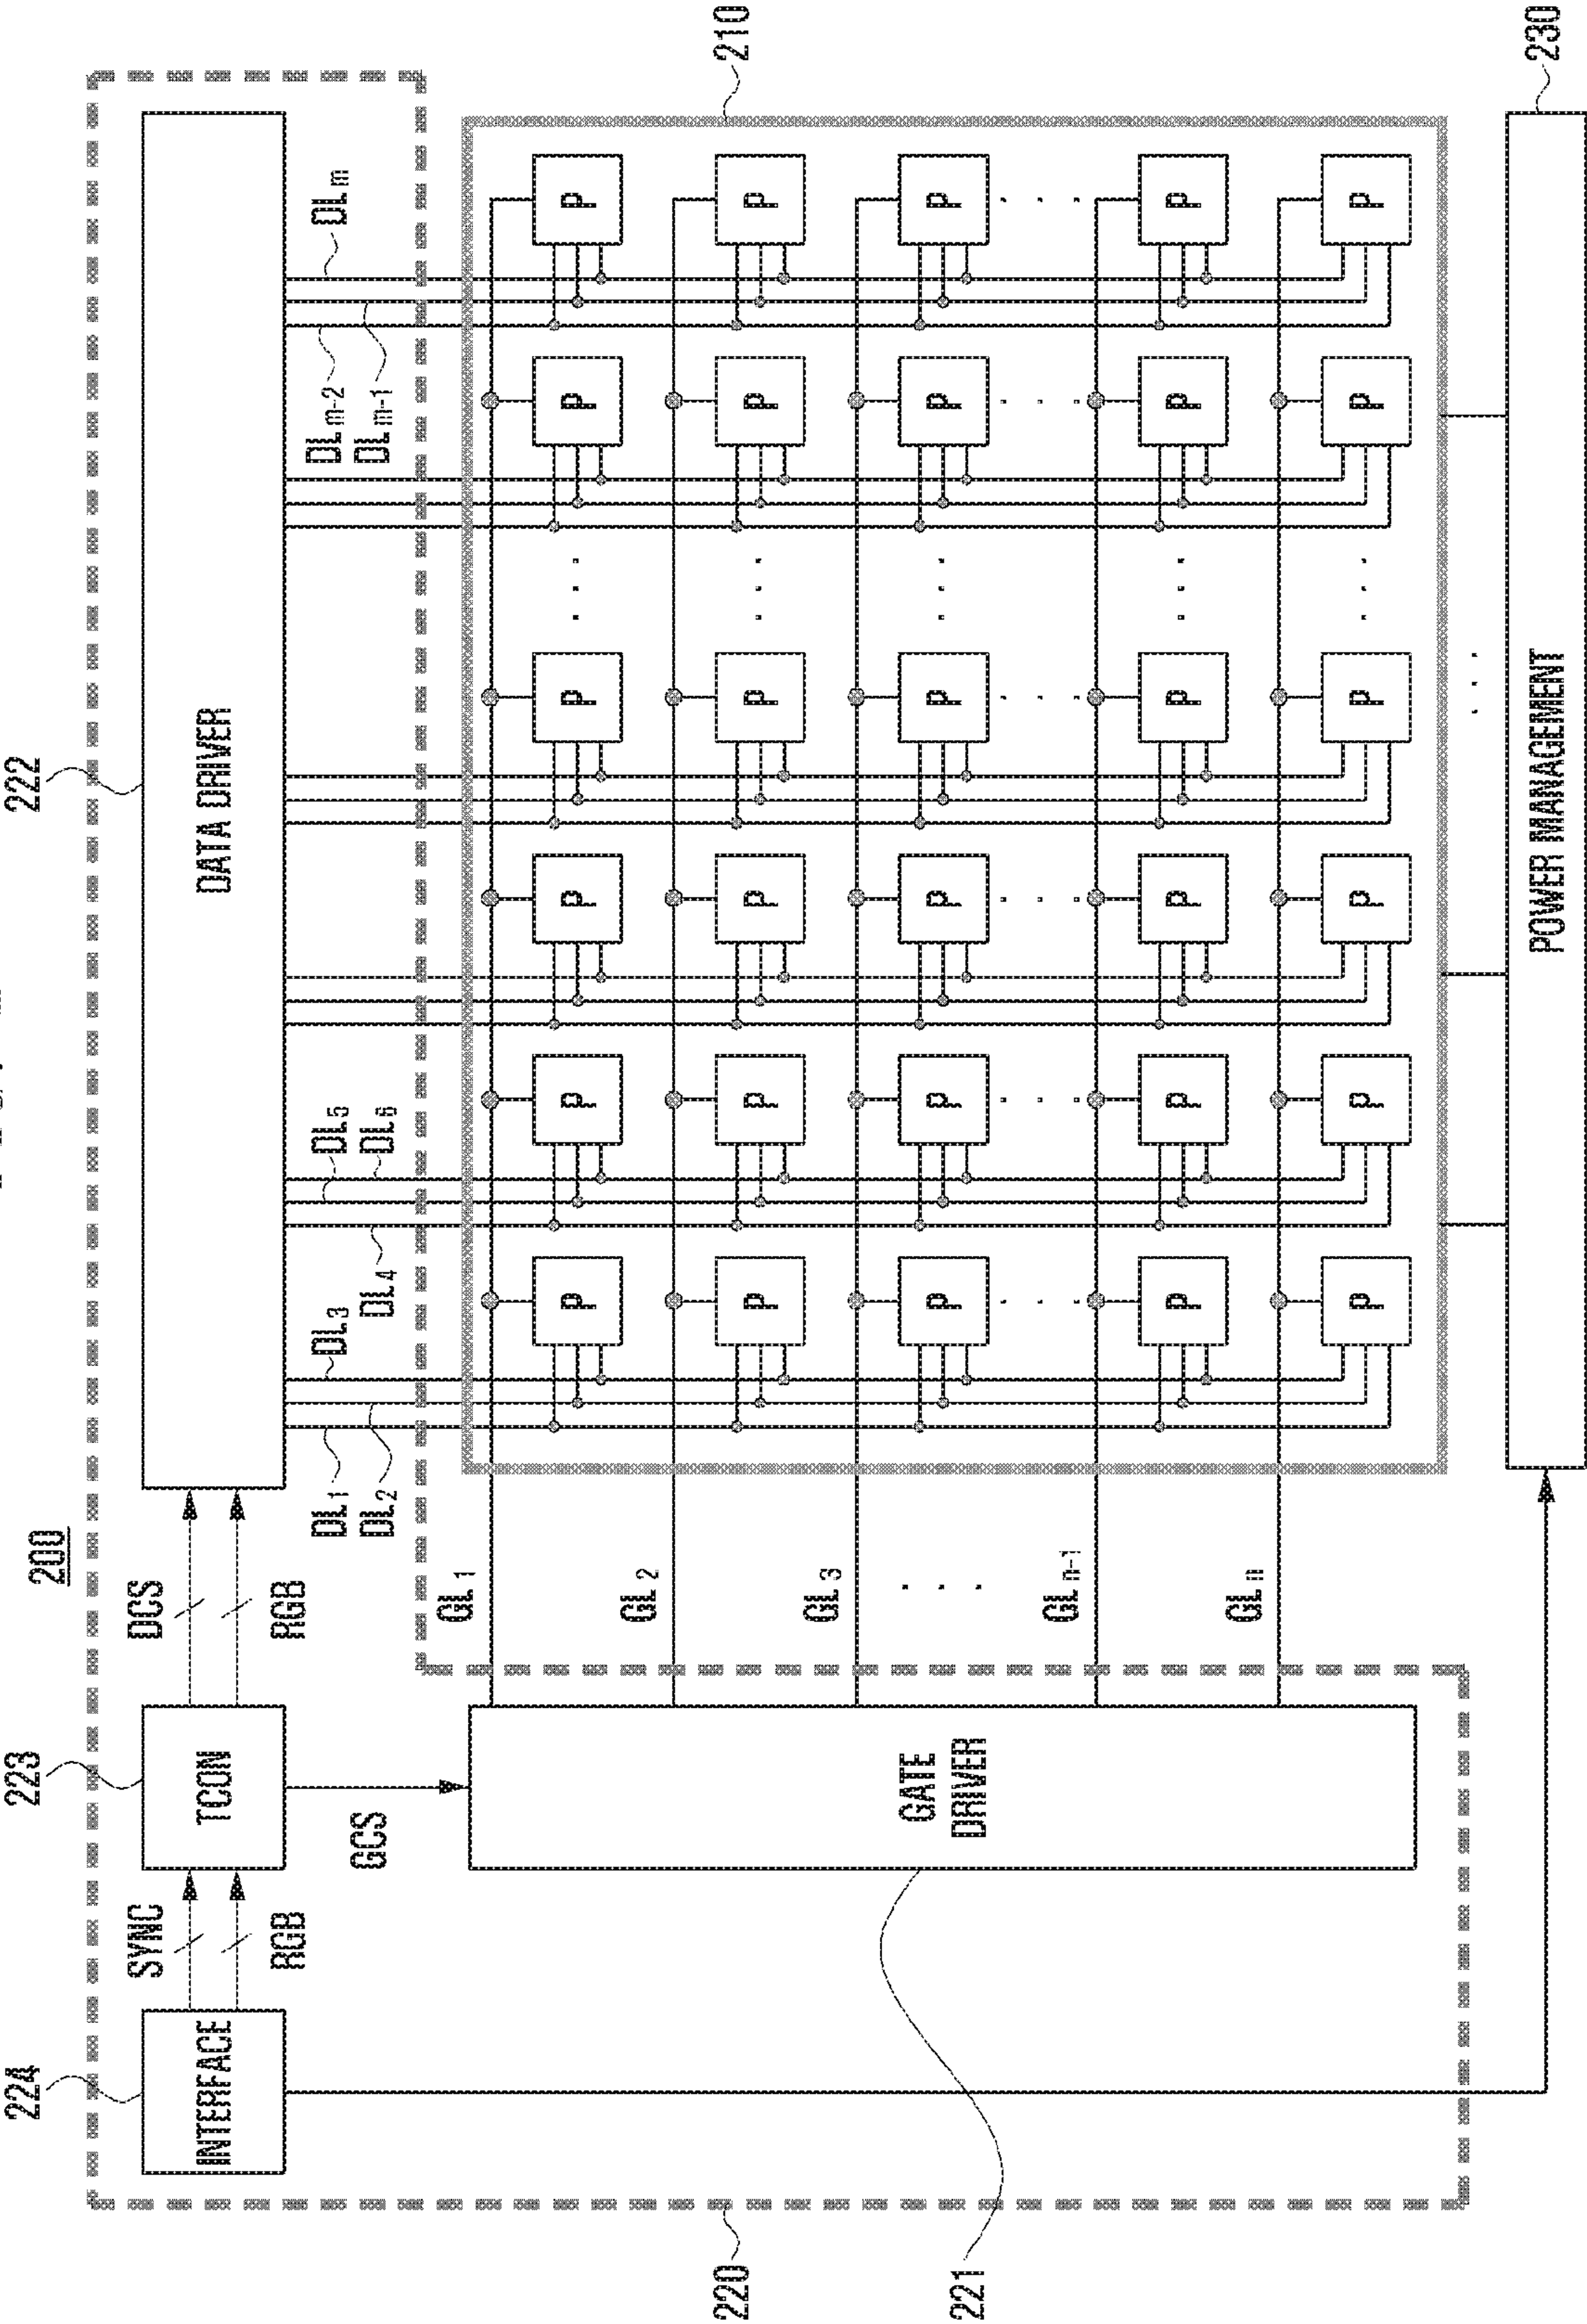 224
223
222
200
SYNC
DCS
INTERFACE
TCON
DATA DRIVER
RGB
RGB
DL1
DL3
DL5
DLm-2
DLm
GCS
DL2
DL4
DL6
DLm-1
GL1
P P P P P P
GL2
220
210
P P P P P P
GL3
GATE
DRIVER
P P P P P P
221
GLn-1
P P P P P P
GLn
P P P P P P
POWER MANAGEMENT
230